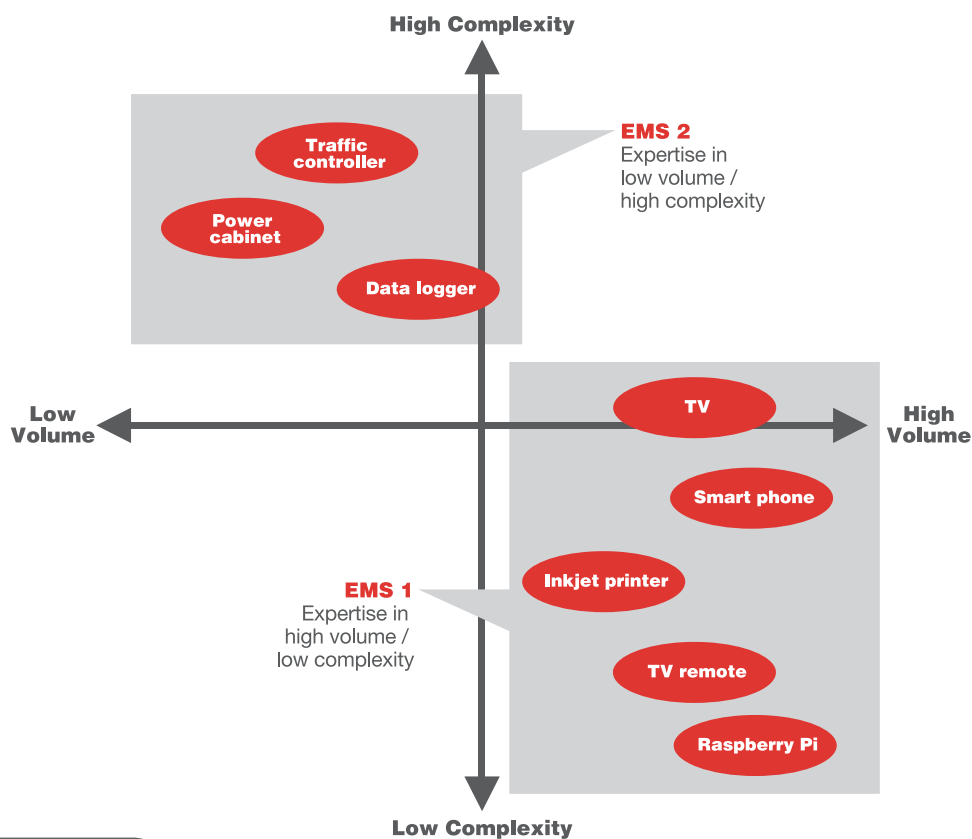 High Complexity
Traffic
controller
EMS 2
Expertise in
low volume /
high complexity
Power
cabinet
Data logger
Low
Volume
TV
High
Volume
Smart phone
Inkjet printer
EMS 1
Expertise in
high volume /
low complexity
TV remote
Raspberry Pi
Low Complexity